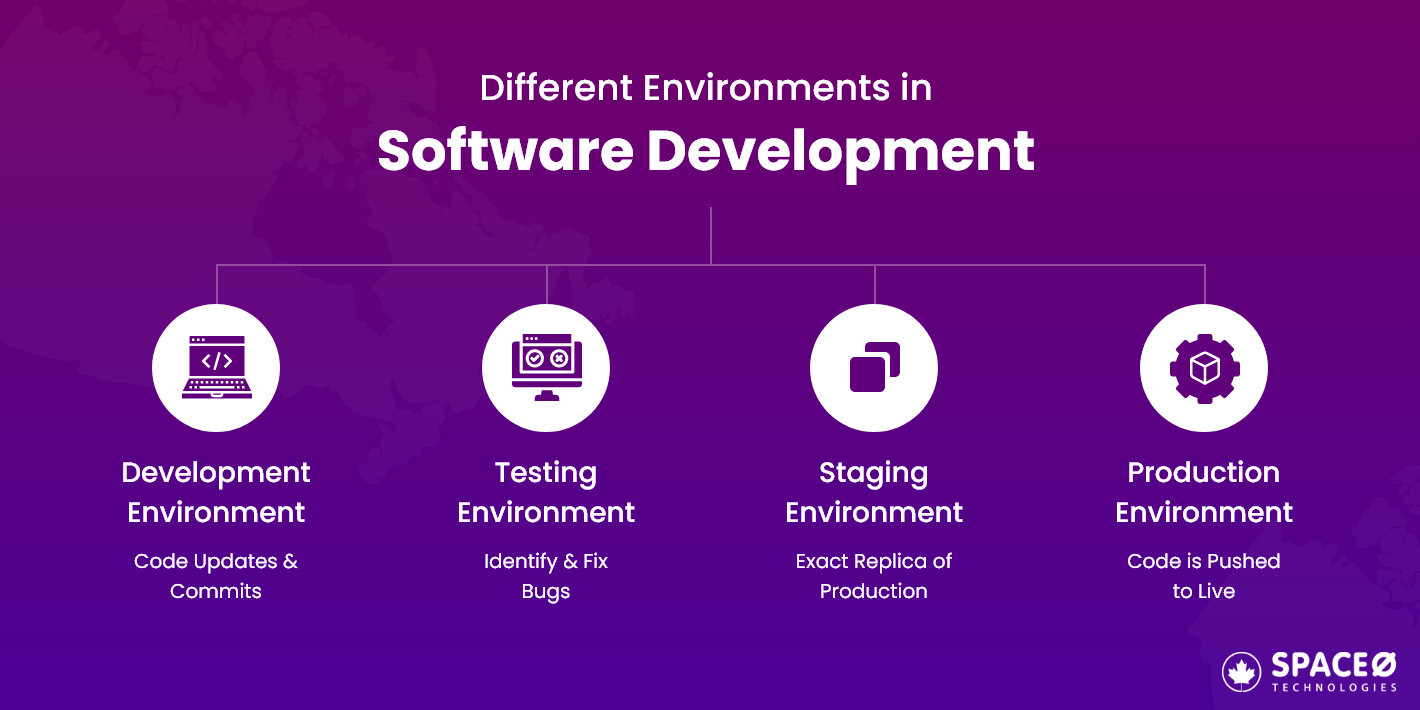 Different Environments in
Software Development
</>
Development
Environment
Code Updates &
Commits
Testing
Environment
Identify & Fix
Bugs
Staging
Environment
Exact Replica of
Production
Production
Environment
Code is Pushed
to Live
SPACEØ
TECHNOLOGIES